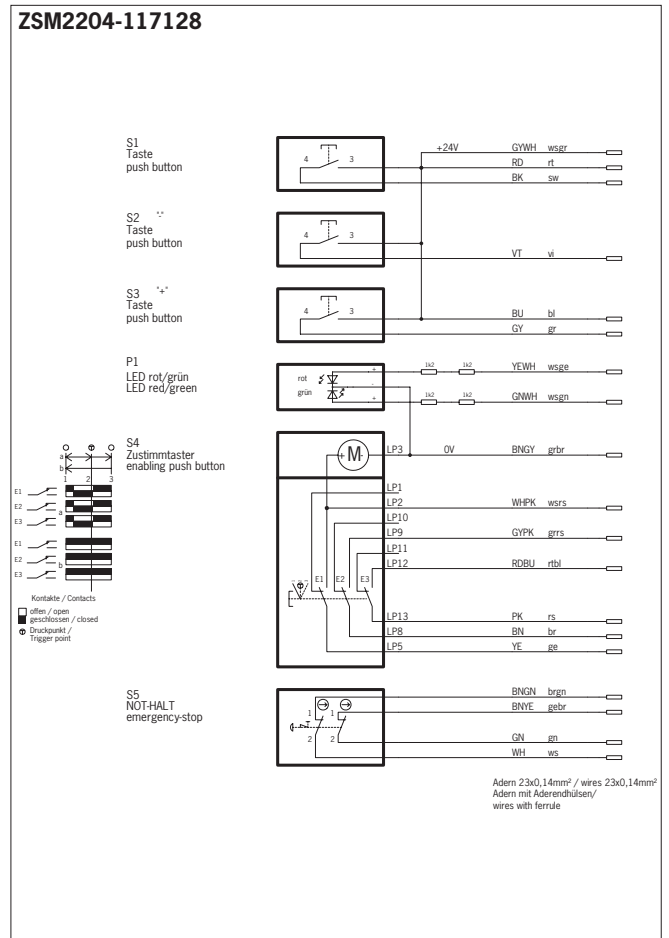 ZSM2204-117128
S1
Taste
push button
4 3
+24V GYWH wsgr
RD rt
BK sw
S2 "-"
Taste
push button
4 3
VT vi
S3 "+"
Taste
push button
4 3
BU bl
GY gr
P1
LED rot/grün
LED red/green
rot
grün
+
-
+
1k2 1k2 YEWH wsge
1k2 1k2 GNWH wsgn
S4
Zustimmtaster
enabling push button
a
b
1 2 3
E1
E2 a
E3
E1
E2 b
E3
Kontakte / Contacts
offen / open
geschlossen / closed
Druckpunkt /
Trigger point
+ M -
LP3 0V BNGY grbr
LP1
LP2 WHPK wsrs
LP10
LP9 GYPK grrs
LP11
LP12 RDBU rtbl
E1 E2 E3
LP13 PK rs
LP8 BN br
LP5 YE ge
S5
NOT-HALT
emergency-stop
1 1
2 2
BNGN brgn
BNYE gebr
GN gn
WH ws
Adern 23x0,14mm² / wires 23x0,14mm²
Adern mit Aderendhülsen/
wires with ferrule